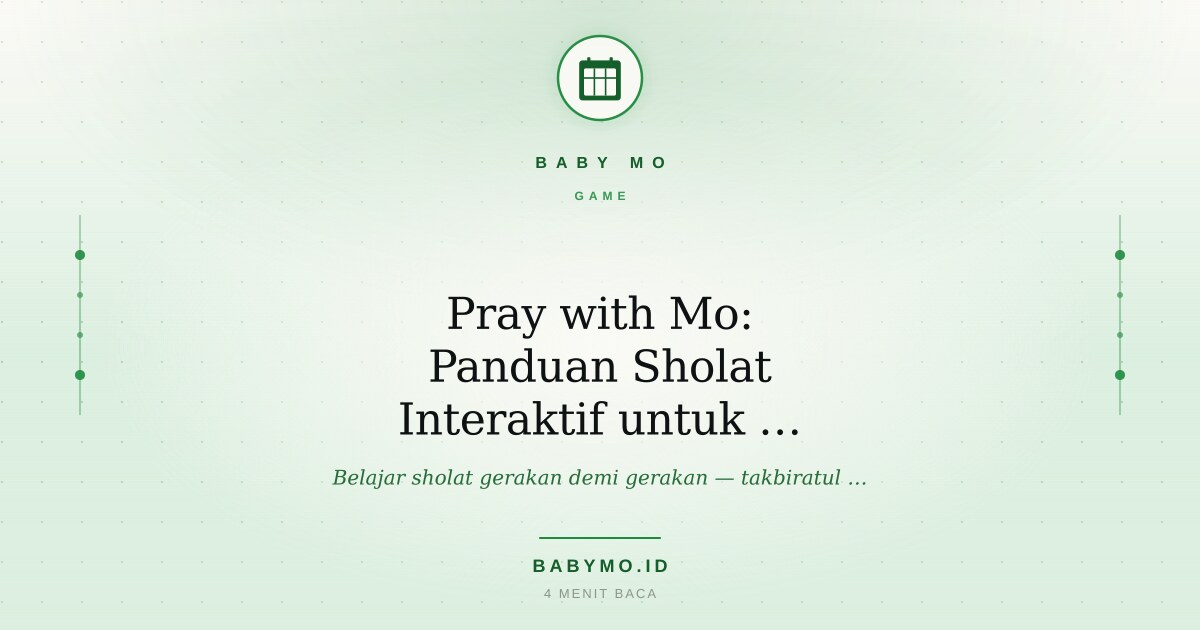 BABY MO
GAME
Pray with Mo:
Panduan Sholat
Interaktif untuk …
Belajar sholat gerakan demi gerakan — takbiratul …
BABYMO.ID
4 MENIT BACA